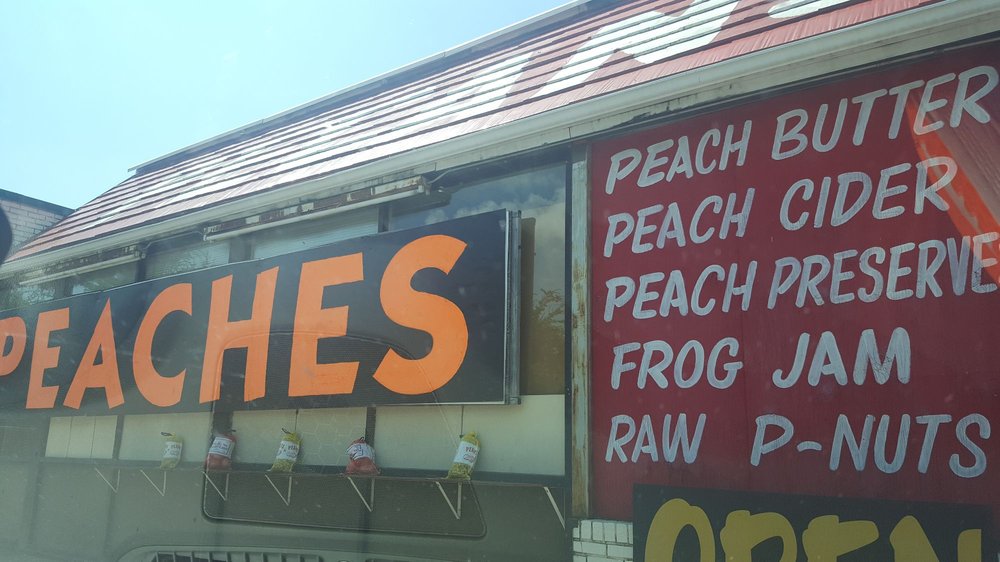 PEACHES
PEACH BUTTER
PEACH CIDER
PEACH PRESERVE
FROG JAM
RAW P-NUTS
OPEN